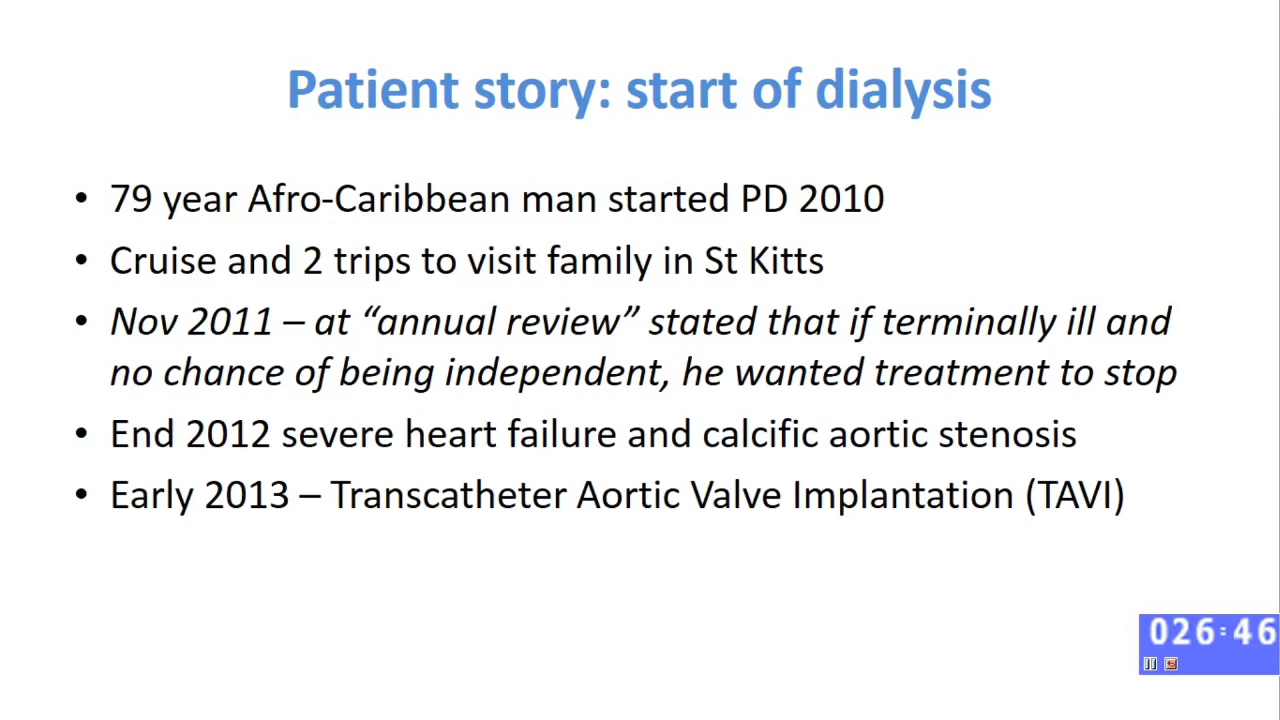 Patient story: start of dialysis
• 79 year Afro-Caribbean man started PD 2010
• Cruise and 2 trips to visit family in St Kitts
• Nov 2011 – at “annual review” stated that if terminally ill and
no chance of being independent, he wanted treatment to stop
• End 2012 severe heart failure and calcific aortic stenosis
• Early 2013 – Transcatheter Aortic Valve Implantation (TAVI)
026:46